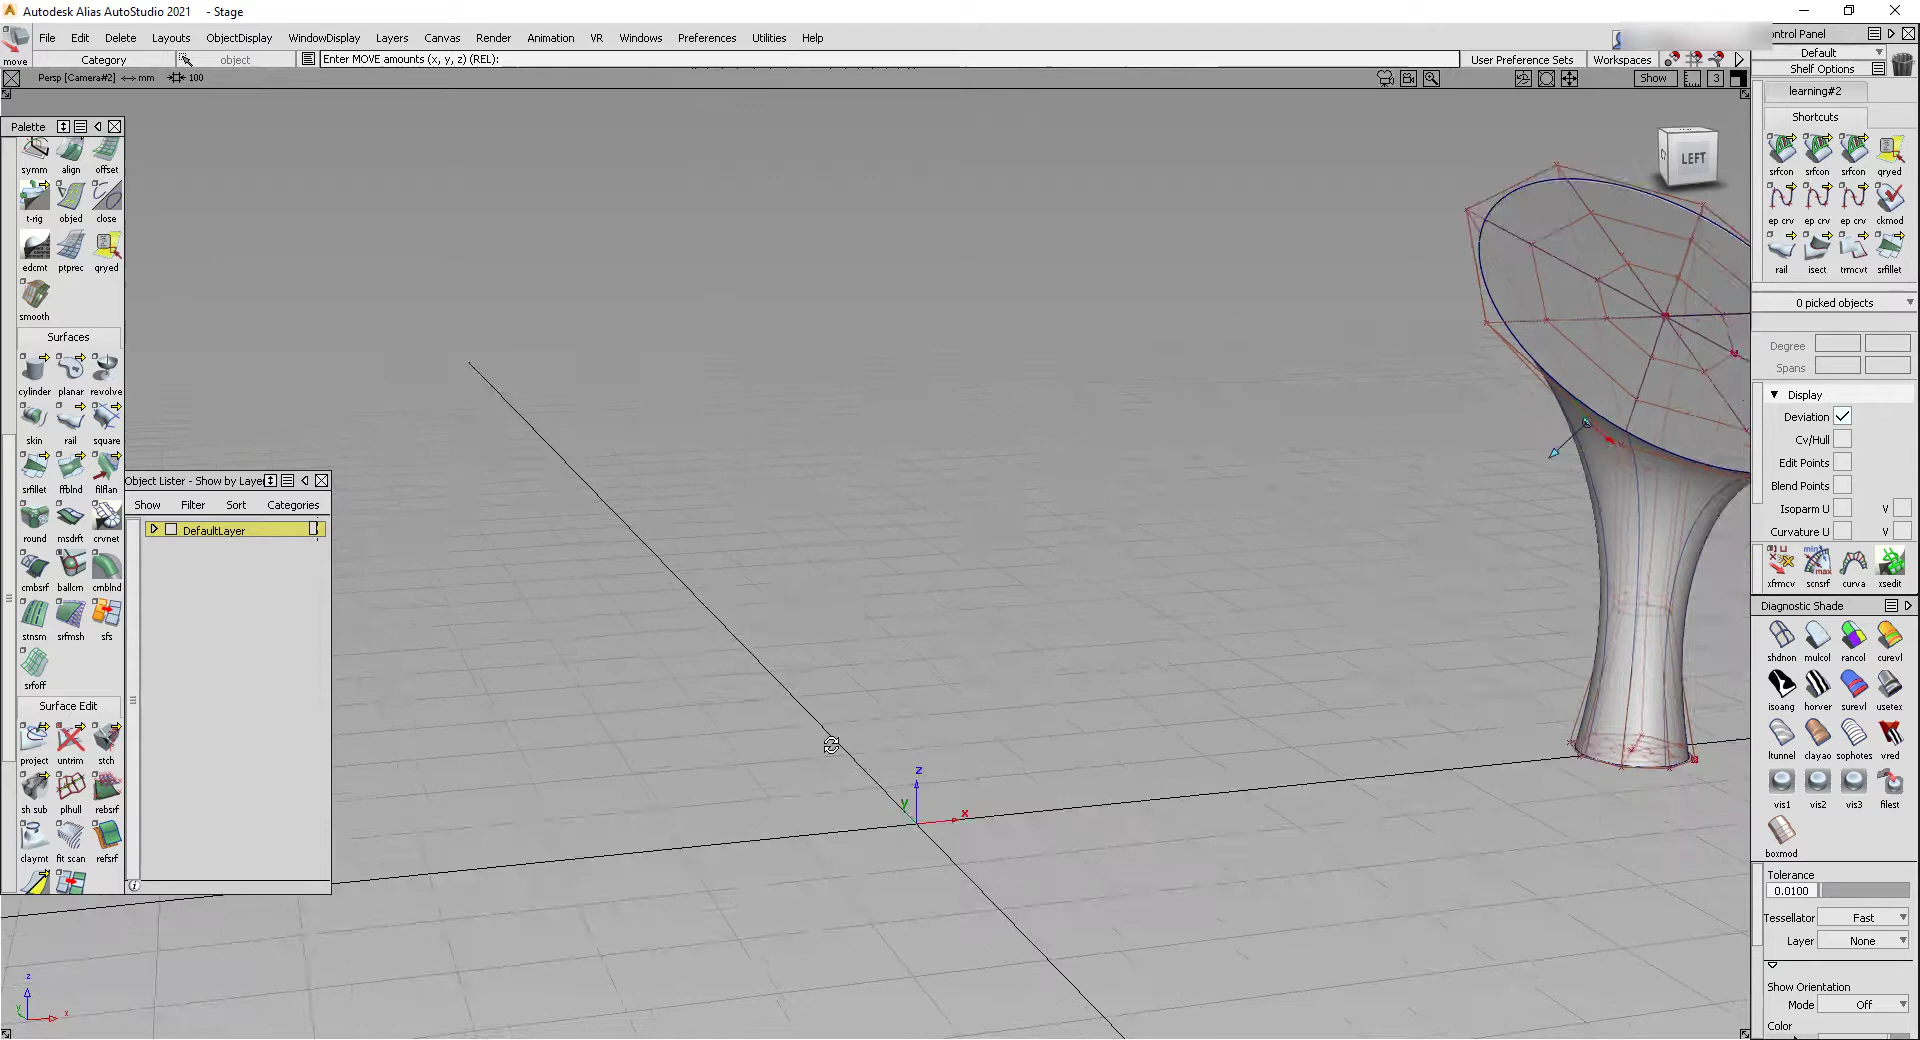 Autodesk Alias AutoStudio 2021 - Stage
File Edit Delete Layouts ObjectDisplay WindowDisplay Layers Canvas Render Animation VR Windows Preferences Utilities Help
move Category object Enter MOVE amounts (x, y, z) (REL): User Preference Sets Workspaces
Persp [Camera#2] <-> mm 100 Show 3
Palette
symm align offset
t-rig objed close
edcmt ptprec qryed
smooth
Surfaces
cylinder planar revolve
skin rail square
srfillet ffblnd filflan
round msdrft crvnet
cmbsrf ballcrn crnblnd
stnsm srfmsh sfs
srfoff
Surface Edit
project untrim stch
sh sub plhull rebsrf
claymt fit scan refsrf
Object Lister - Show by Layer
Show Filter Sort Categories
DefaultLayer
LEFT
z
y
x
z
y
x
ontrol Panel
Default
Shelf Options
learning#2
Shortcuts
srfcon srfcon srfcon qryed
ep crv ep crv ep crv ckmod
rail isect trmcvt srfillet
0 picked objects
Degree
Spans
Display
Deviation
Cv/Hull
Edit Points
Blend Points
Isoparm U V
Curvature U V
xfrmcv scnsrf curva xsedit
Diagnostic Shade
shdnon mulcol rancol curevl
isoang horver surevl usetex
ltunnel clayao sophotes vred
vis1 vis2 vis3 filest
boxmod
Tolerance
0.0100
Tessellator Fast
Layer None
Show Orientation
Mode Off
Color